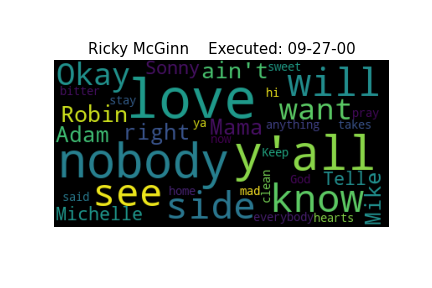 Ricky McGinn    Executed: 09-27-00
Okay Sonny ain't sweet will
bitter stay love hi want
Robin ya anything takes pray
Adam right Mama now
nobody y'all Keep
see side God Telle
said home mad clean know Mike
Michelle everybody hearts